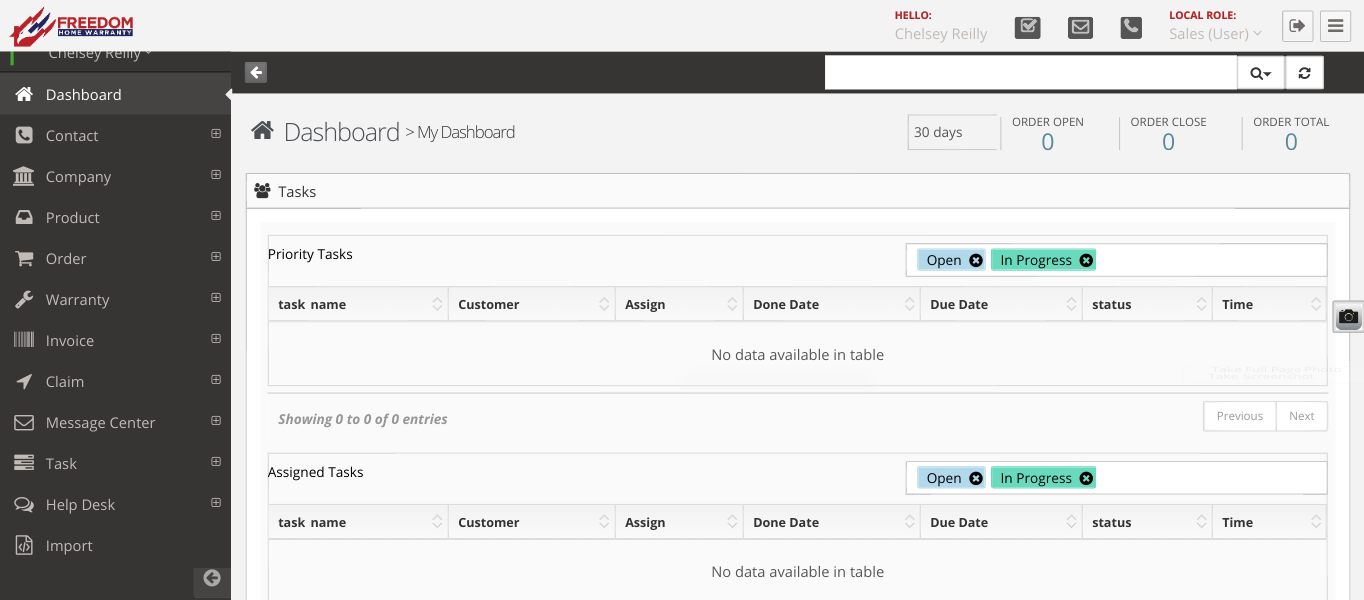 FREEDOM
HOME WARRANTY
HELLO:
Chelsey Reilly
LOCAL ROLE:
Sales (User)
Chelsey Reilly
Dashboard
Contact
Company
Product
Order
Warranty
Invoice
Claim
Message Center
Task
Help Desk
Import
Dashboard > My Dashboard
30 days
ORDER OPEN
0
ORDER CLOSE
0
ORDER TOTAL
0
Tasks
Priority Tasks
Open In Progress
task name Customer Assign Done Date Due Date status Time
No data available in table
Take Full Page Photo
Take Screenshot
Showing 0 to 0 of 0 entries
Previous Next
Assigned Tasks
Open In Progress
task name Customer Assign Done Date Due Date status Time
No data available in table